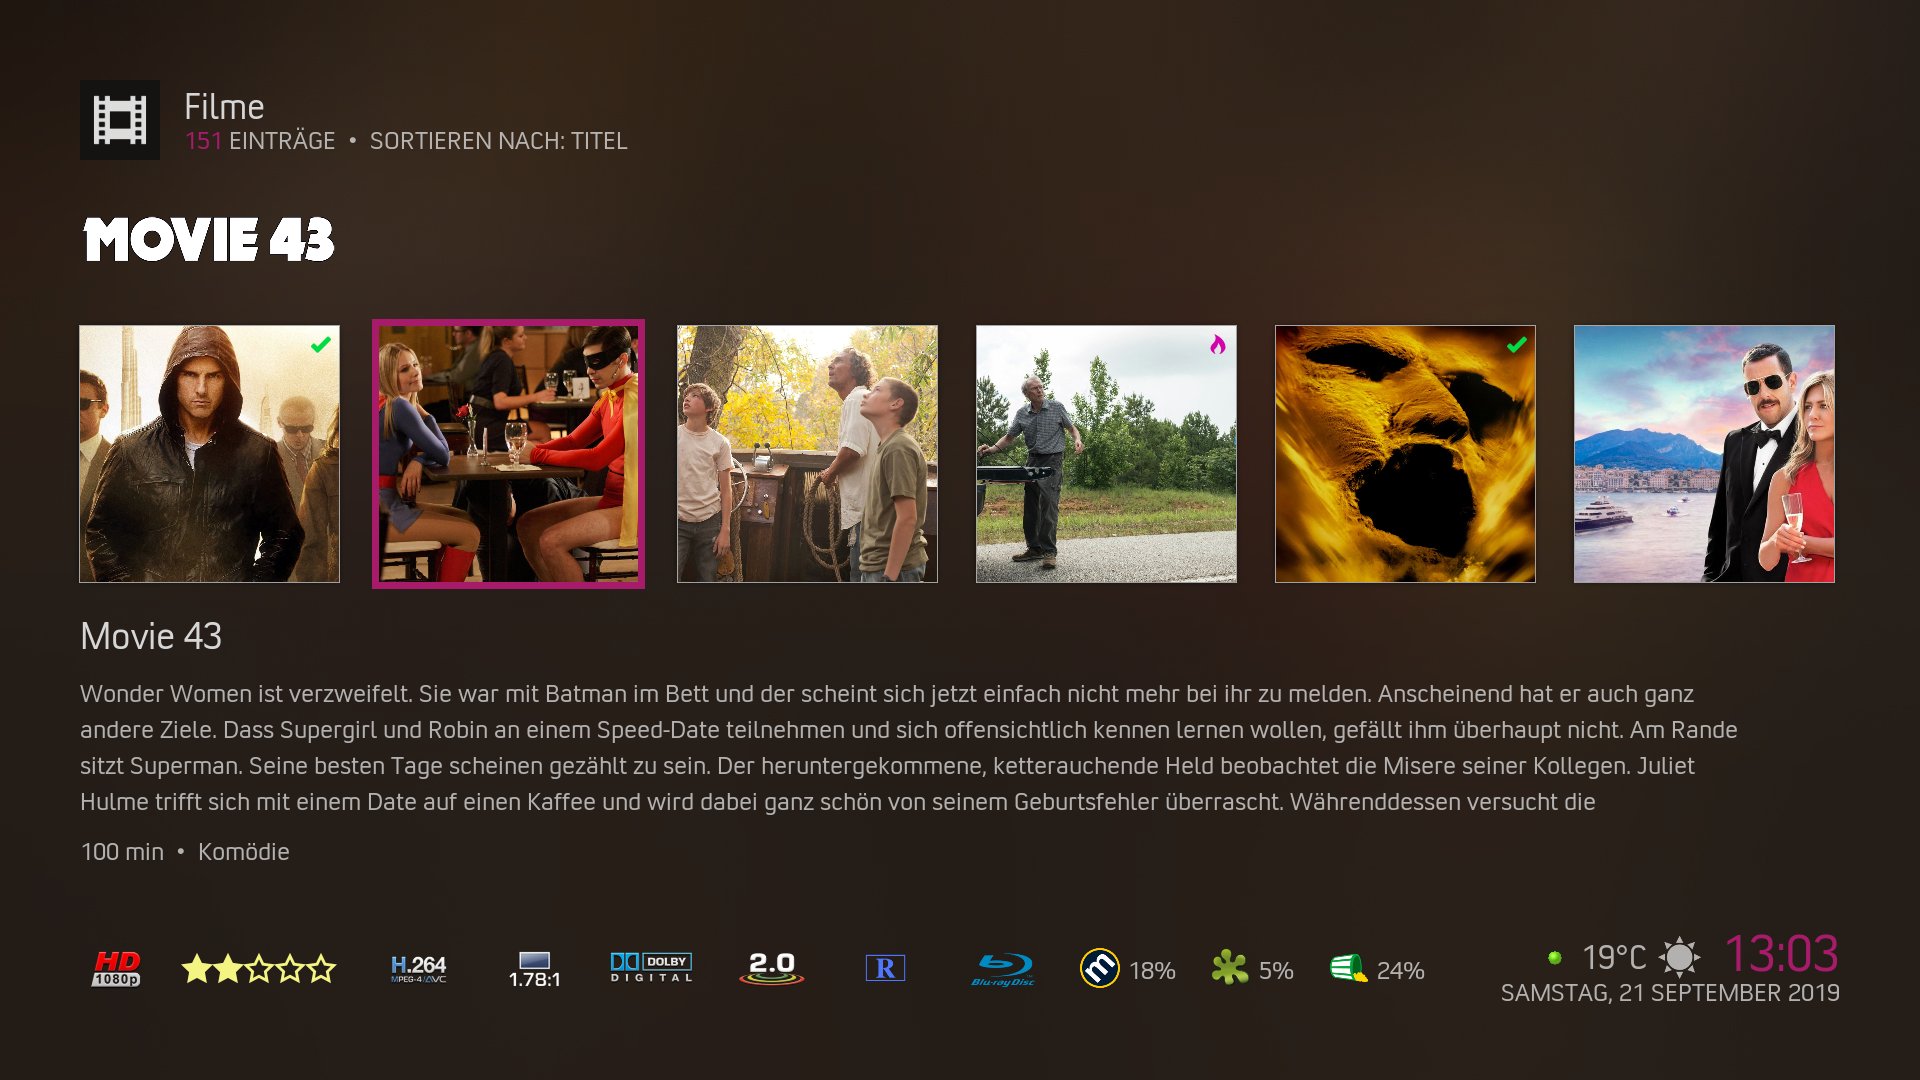 Filme
151 EINTRÄGE • SORTIEREN NACH: TITEL
MOVIE 43
Movie 43
Wonder Women ist verzweifelt. Sie war mit Batman im Bett und der scheint sich jetzt einfach nicht mehr bei ihr zu melden. Anscheinend hat er auch ganz
andere Ziele. Dass Supergirl und Robin an einem Speed-Date teilnehmen und sich offensichtlich kennen lernen wollen, gefällt ihm überhaupt nicht. Am Rande
sitzt Superman. Seine besten Tage scheinen gezählt zu sein. Der heruntergekommene, ketterauchende Held beobachtet die Misere seiner Kollegen. Juliet
Hulme trifft sich mit einem Date auf einen Kaffee und wird dabei ganz schön von seinem Geburtsfehler überrascht. Währenddessen versucht die
100 min • Komödie
HD
1080p
H.264
MPEG-4/AVC
1.78:1
DOLBY
DIGITAL
2.0
R
Blu-ray Disc
m
18%
5%
24%
19°C
13:03
SAMSTAG, 21 SEPTEMBER 2019